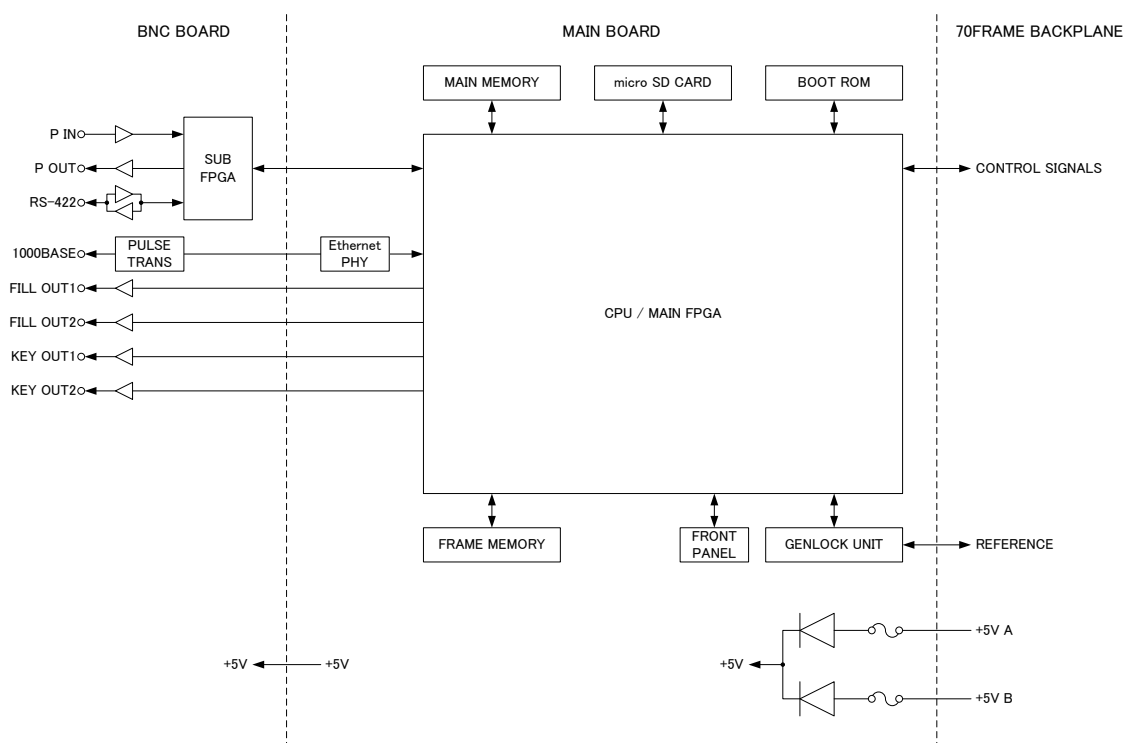 BNC BOARD
MAIN BOARD
70FRAME BACKPLANE
MAIN MEMORY
micro SD CARD
BOOT ROM
P IN
P OUT
RS-422
SUB
FPGA
CONTROL SIGNALS
1000BASE
PULSE
TRANS
Ethernet
PHY
FILL OUT1
FILL OUT2
KEY OUT1
KEY OUT2
CPU / MAIN FPGA
FRAME MEMORY
FRONT
PANEL
GENLOCK UNIT
REFERENCE
+5V A
+5V
+5V
+5V
+5V B